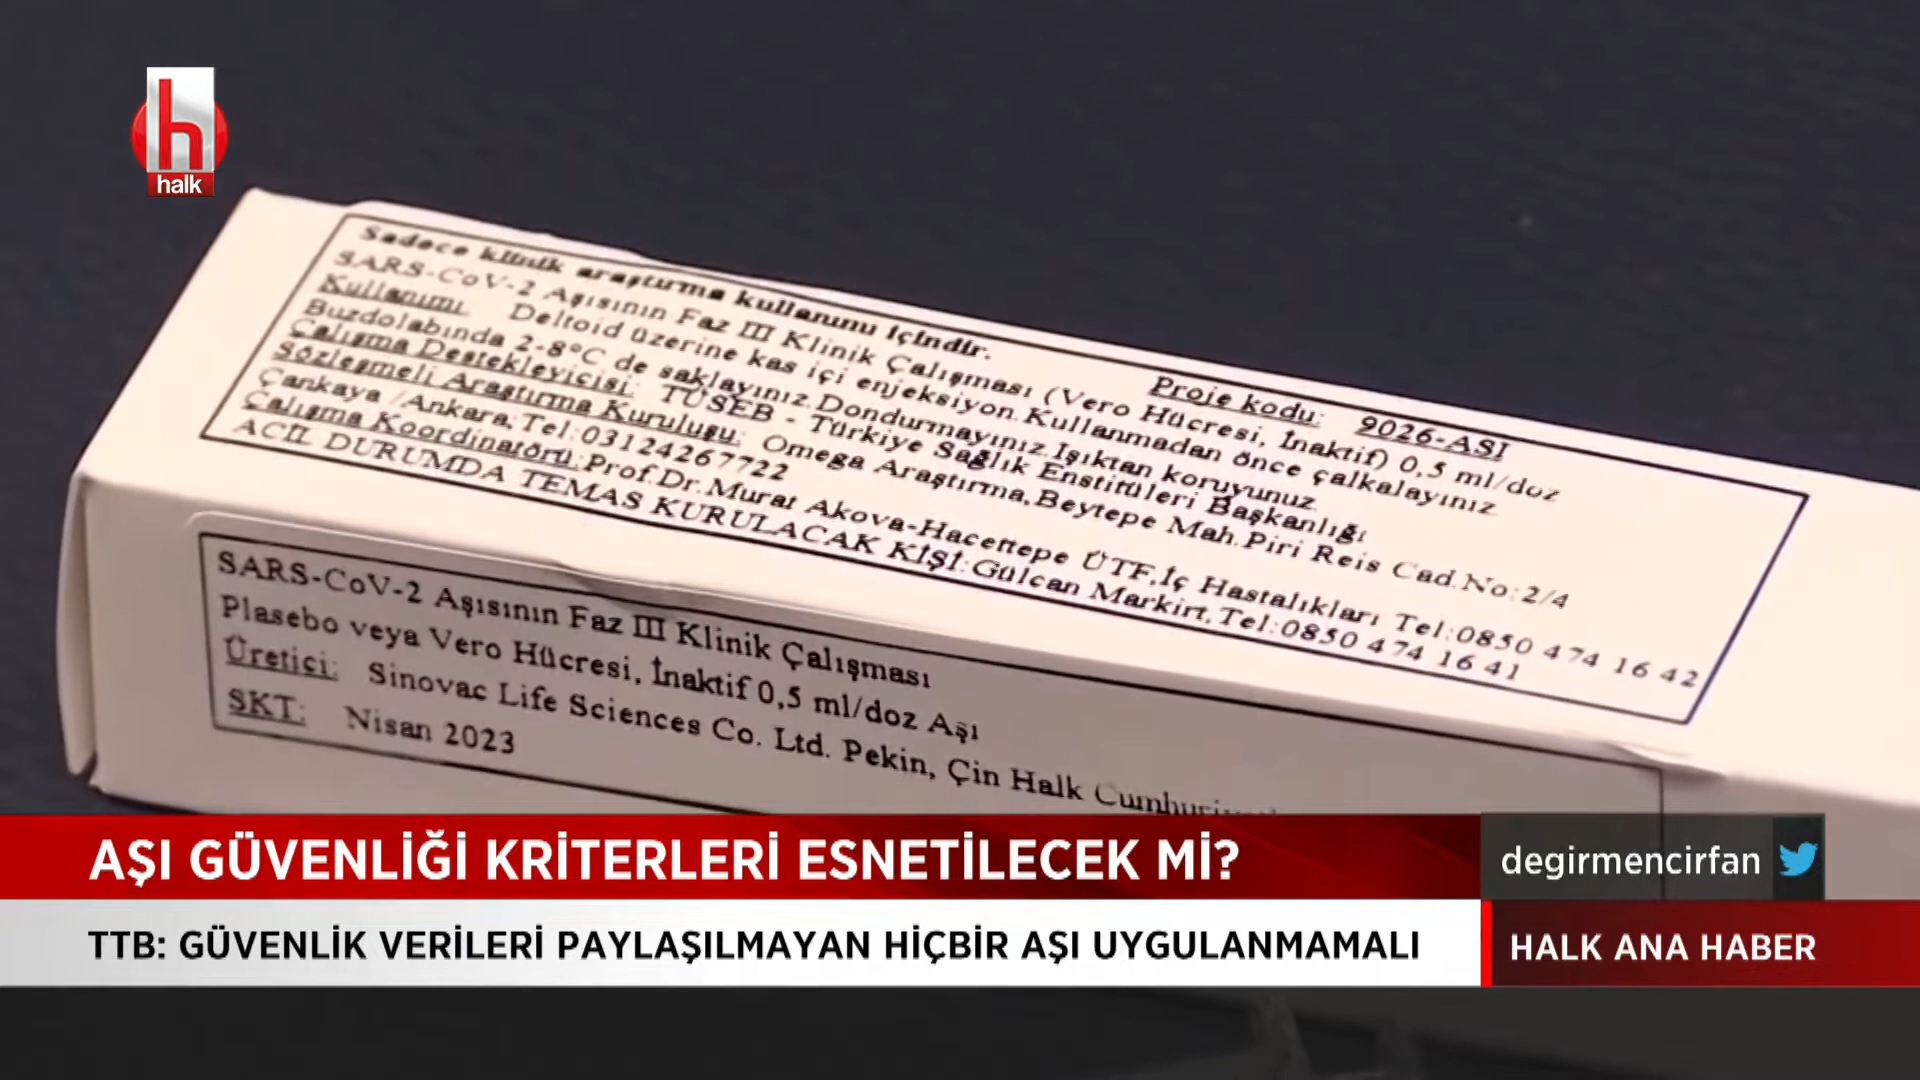 h
halk
Sadece klinik araştırma kullanımı içindir.
Proje kodu: 9026-AŞI
SARS-CoV-2 Aşısının Faz III Klinik Çalışması (Vero Hücresi, İnaktif) 0,5 ml/doz
Kullanımı Deltoid üzerine kas içi enjeksiyon.Kullanmadan önce çalkalayınız
Buzdolabında 2-8°C de saklayınız.Dondurmayınız.Işıktan koruyunuz
Çalışma Destekleyicisi: TÜSEB - Türkiye Sağlık Enstitüleri Başkanlığı
Sözleşmeli Araştırma Kuruluşu: Omega Araştırma,Beytepe Mah.Piri Reis Cad.No:2/4
Çankaya /Ankara,Tel:03124267722
Çalışma Koordinatörü:Prof.Dr.Murat Akova-Hacettepe ÜTF,İç Hastalıkları Tel:0850 474 16 42
ACİL DURUMDA TEMAS KURULACAK KİŞİ:Gülcan Markirt,Tel:0850 474 16 41
SARS-CoV-2 Aşısının Faz III Klinik Çalışması
Plasebo veya Vero Hücresi, İnaktif 0,5 ml/doz Aşı
Üretici: Sinovac Life Sciences Co. Ltd. Pekin, Çin Halk
SKT: Nisan 2023
AŞI GÜVENLİĞİ KRİTERLERİ ESNETİLECEK Mİ?
degirmencirfan
TTB: GÜVENLİK VERİLERİ PAYLAŞILMAYAN HİÇBİR AŞI UYGULANMAMALI
HALK ANA HABER